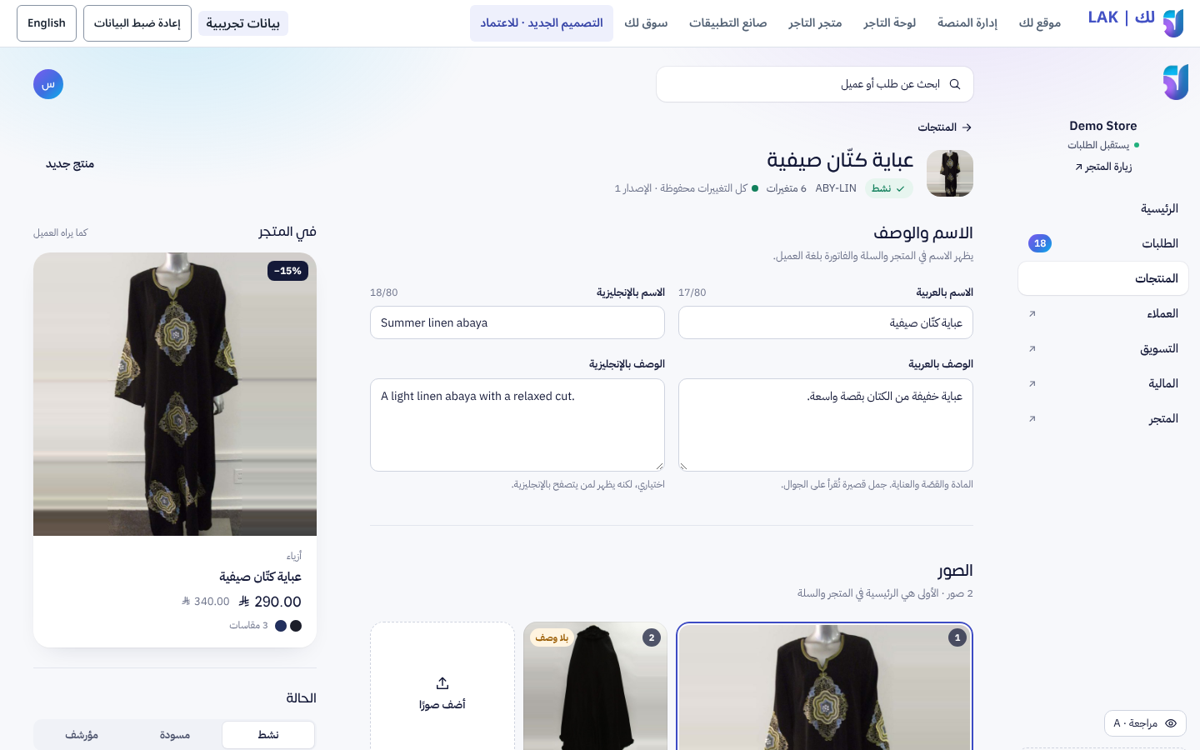 لك | LAK
موقع لك
إدارة المنصة
لوحة التاجر
متجر التاجر
صانع التطبيقات
سوق لك
التصميم الجديد · للاعتماد
بيانات تجريبية
إعادة ضبط البيانات
English
Demo Store
يستقبل الطلبات
زيارة المتجر ↗
الرئيسية
الطلبات 18
المنتجات
العملاء ↗
التسويق ↗
المالية ↗
المتجر ↗
مراجعة · A
ابحث عن طلب أو عميل
س
→ المنتجات
عباية كتّان صيفية
✓ نشط ABY-LIN 6 متغيرات ● كل التغييرات محفوظة · الإصدار 1
منتج جديد
الاسم والوصف
يظهر الاسم في المتجر والسلة والفاتورة بلغة العميل.
الاسم بالعربية 17/80
عباية كتّان صيفية
الاسم بالإنجليزية 18/80
Summer linen abaya
الوصف بالعربية
عباية خفيفة من الكتان بقصة واسعة.
المادة والقصّة والعناية. جمل قصيرة تُقرأ على الجوال.
الوصف بالإنجليزية
A light linen abaya with a relaxed cut.
اختياري، لكنه يظهر لمن يتصفح بالإنجليزية.
الصور
2 صور · الأولى هي الرئيسية في المتجر والسلة
1
2
بلا وصف
أضف صورًا
في المتجر
كما يراه العميل
−15%
أزياء
عباية كتّان صيفية
290.00 340.00
3 مقاسات
الحالة
نشط
مسودة
مؤرشف